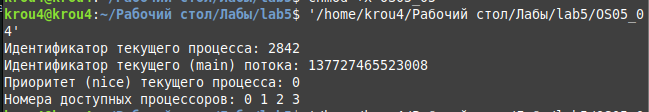 krou4@krou4:~/Рабочий стол/Лабы/lab5$ '/home/krou4/Рабочий стол/Лабы/lab5/OS05_0
4'
Идентификатор текущего процесса: 2842
Идентификатор текущего (main) потока: 137727465523008
Приоритет (nice) текущего процесса: 0
Номера доступных процессоров: 0 1 2 3